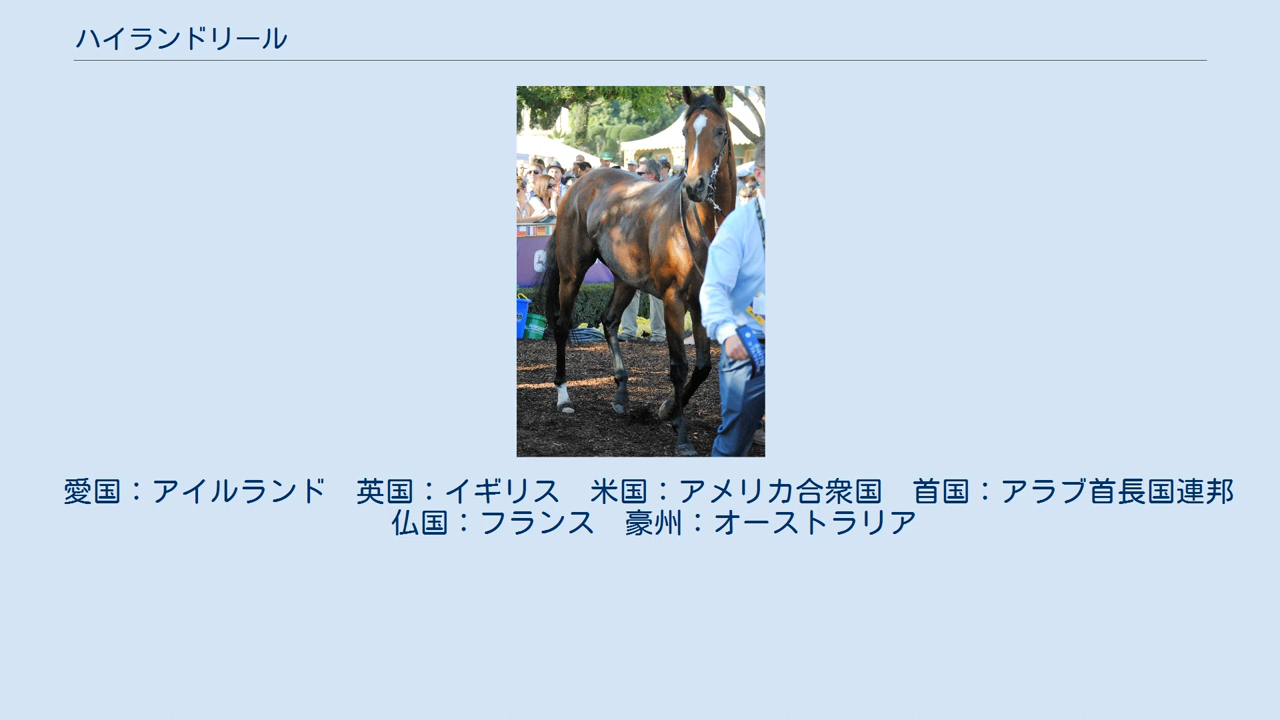 ハイランドリール
愛国：アイルランド　英国：イギリス　米国：アメリカ合衆国　首国：アラブ首長国連邦
仏国：フランス　豪州：オーストラリア